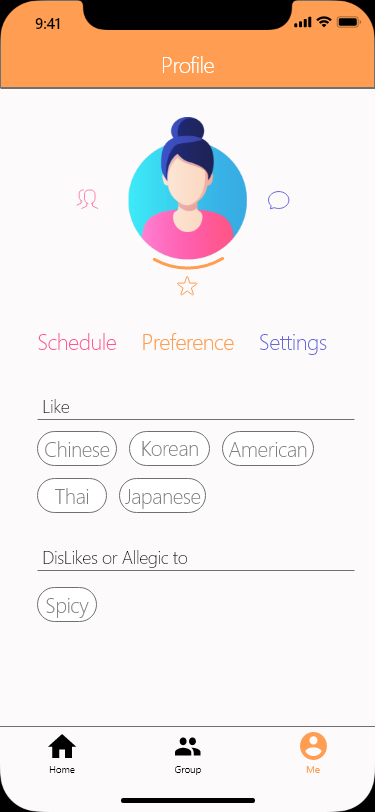 9:41
Profile
Schedule Preference Settings
Like
Chinese Korean American
Thai Japanese
DisLikes or Allegic to
Spicy
Home Group Me